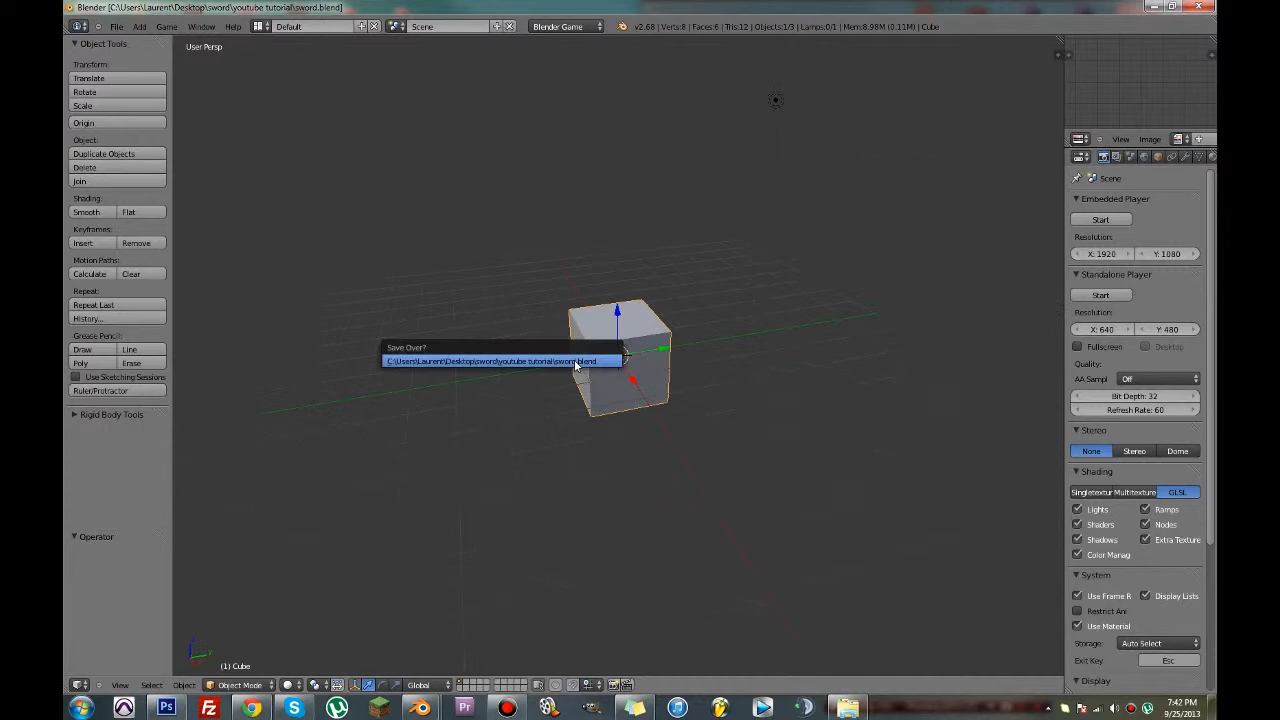 Blender [C:\Users\Laurent\Desktop\sword\youtube tutorial\sword.blend]
File Add Game Window Help Default Scene Blender Game v2.68 | Verts:8 | Faces:6 | Tris:12 | Objects:1/3 | Lamps:0/1 | Mem:8.98M (0.11M) | Cube
Object Tools
User Persp
Transform:
Translate
Rotate
Scale
Origin
Object:
Duplicate Objects
Delete
Join
Shading:
Smooth Flat
Keyframes:
Insert Remove
Motion Paths:
Calculate Clear
Repeat:
Repeat Last
History...
Grease Pencil:
Draw Line
Poly Erase
Use Sketching Sessions
Ruler/Protractor
Rigid Body Tools
Operator
Save Over?
C:\Users\Laurent\Desktop\sword\youtube tutorial\sword.blend
(1) Cube
View Select Object Object Mode Global
View Image
Scene
Embedded Player
Start
Resolution:
X: 1920 Y: 1080
Standalone Player
Start
Resolution:
X: 640 Y: 480
Fullscreen Desktop
Quality:
AA Sampl Off
Bit Depth: 32
Refresh Rate: 60
Stereo
None Stereo Dome
Shading
Singletextur Multitexture GLSL
Lights Ramps
Shaders Nodes
Shadows Extra Texture
Color Manag
System
Use Frame R Display Lists
Restrict Ani
Use Material
Storage: Auto Select
Exit Key Esc
Display
7:42 PM
9/25/2013